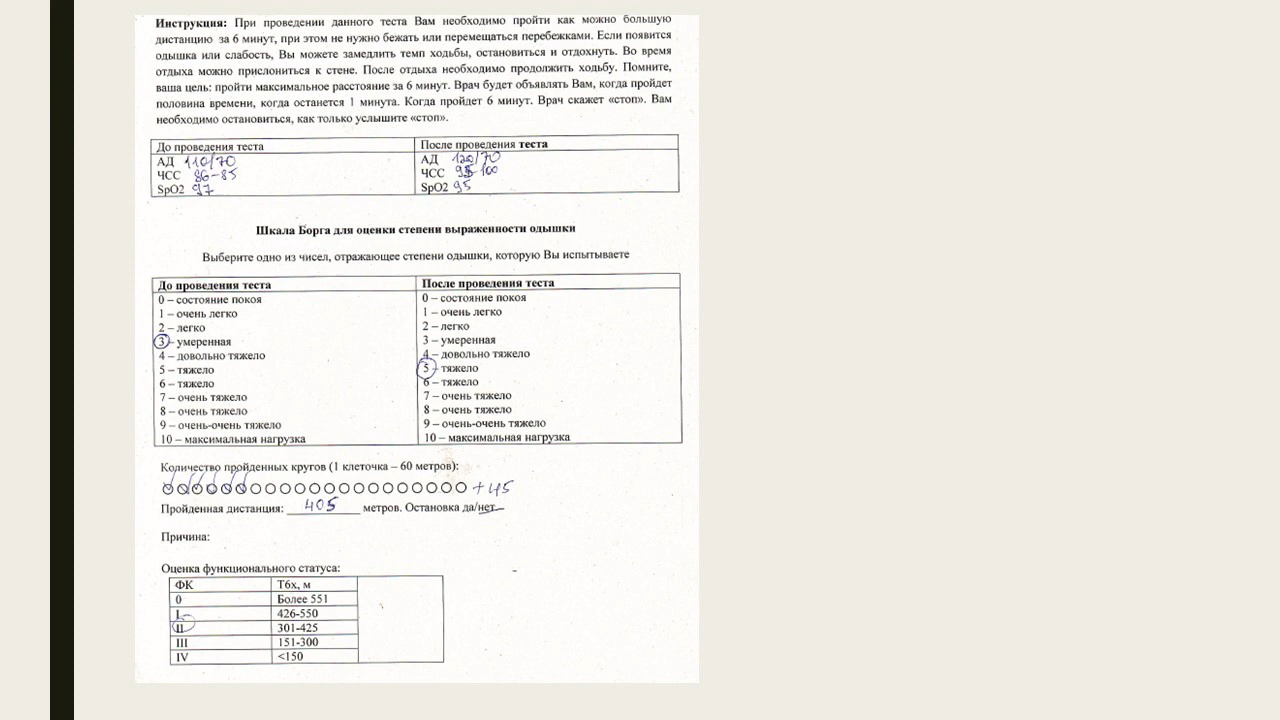 Инструкция: При проведении данного теста Вам необходимо пройти как можно большую
дистанцию за 6 минут, при этом не нужно бежать или перемещаться перебежками. Если появится
одышка или слабость, Вы можете замедлить темп ходьбы, остановиться и отдохнуть. Во время
отдыха можно прислониться к стене. После отдыха необходимо продолжить ходьбу. Помните,
ваша цель: пройти максимальное расстояние за 6 минут. Врач будет объявлять Вам, когда пройдет
половина времени, когда останется 1 минута. Когда пройдет 6 минут. Врач скажет «стоп». Вам
необходимо остановиться, как только услышите «стоп».
До проведения теста После проведения теста
АД 110/70 АД 120/70
ЧСС 86-85 ЧСС 100
SpO2 97 SpO2 95
Шкала Борга для оценки степени выраженности одышки
Выберите одно из чисел, отражающее степени одышки, которую Вы испытываете
До проведения теста После проведения теста
0 – состояние покоя 0 – состояние покоя
1 – очень легко 1 – очень легко
2 – легко 2 – легко
3 – умеренная 3 – умеренная
4 – довольно тяжело 4 – довольно тяжело
5 – тяжело 5 – тяжело
6 – тяжело 6 – тяжело
7 – очень тяжело 7 – очень тяжело
8 – очень тяжело 8 – очень тяжело
9 – очень-очень тяжело 9 – очень-очень тяжело
10 – максимальная нагрузка 10 – максимальная нагрузка
Количество пройденных кругов (1 клеточка – 60 метров):
+45
Пройденная дистанция: 405 метров. Остановка да/нет
Причина:
Оценка функционального статуса:
ФК Т6х, м
0 Более 551
I 426-550
II 301-425
III 151-300
IV <150